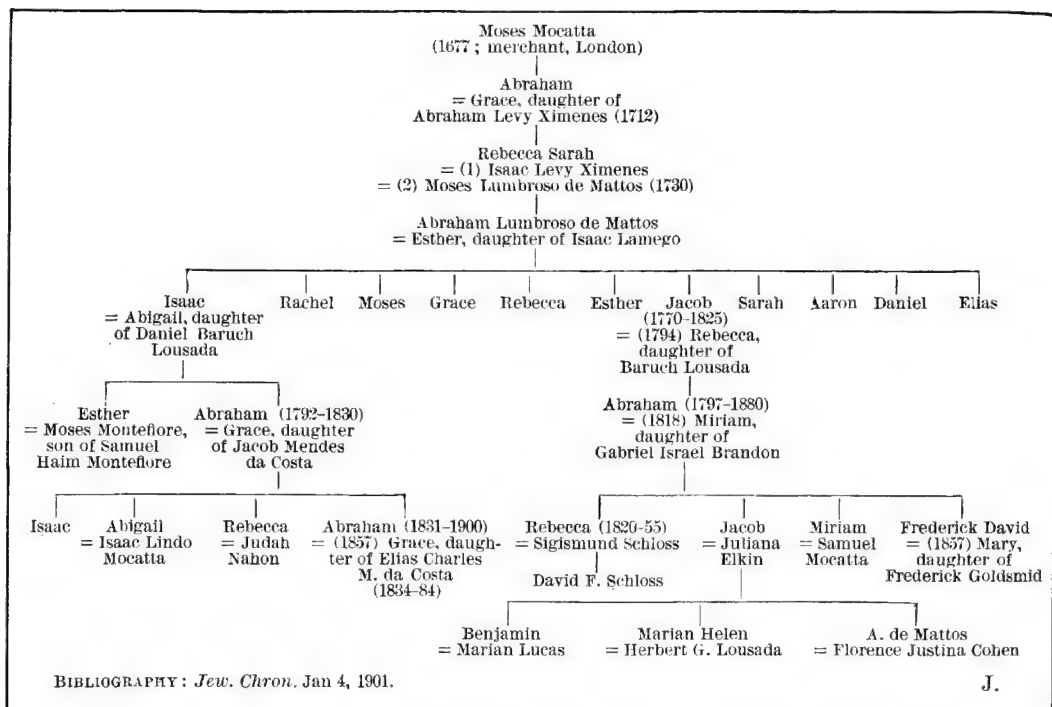 Moses Mocatta
(1677 ; merchant, London)
Abraham
= Grace, daughter of
Abraham Levy Ximenes (1712)
Rebecca Sarah
= (1) Isaac Levy Ximenes
= (2) Moses Lumbroso de Mattos (1730)
Abraham Lumbroso de Mattos
= Esther, daughter of Isaac Lamego
Isaac
= Abigail, daughter
of Daniel Baruch
Lousada
Rachel
Moses
Grace
Rebecca
Esther
Jacob
(1770-1825)
= (1794) Rebecca,
daughter of
Baruch Lousada
Sarah
Aaron
Daniel
Elias
Esther
= Moses Montefiore,
son of Samuel
Haim Montefiore
Abraham (1792-1830)
= Grace, daughter
of Jacob Mendes
da Costa
Abraham (1797-1880)
= (1818) Miriam,
daughter of
Gabriel Israel Brandon
Isaac
Abigail
= Isaac Lindo
Mocatta
Rebecca
= Judah
Nahon
Abraham (1831-1900)
= (1857) Grace, daugh-
ter of Elias Charles
M. da Costa
(1834-84)
Rebecca (1820-55)
= Sigismund Schloss
David F. Schloss
Jacob
= Juliana
Elkin
Miriam
= Samuel
Mocatta
Frederick David
= (1857) Mary,
daughter of
Frederick Goldsmid
Benjamin
= Marian Lucas
Marian Helen
= Herbert G. Lousada
A. de Mattos
= Florence Justina Cohen
BIBLIOGRAPHY : Jew. Chron. Jan 4, 1901.
J.